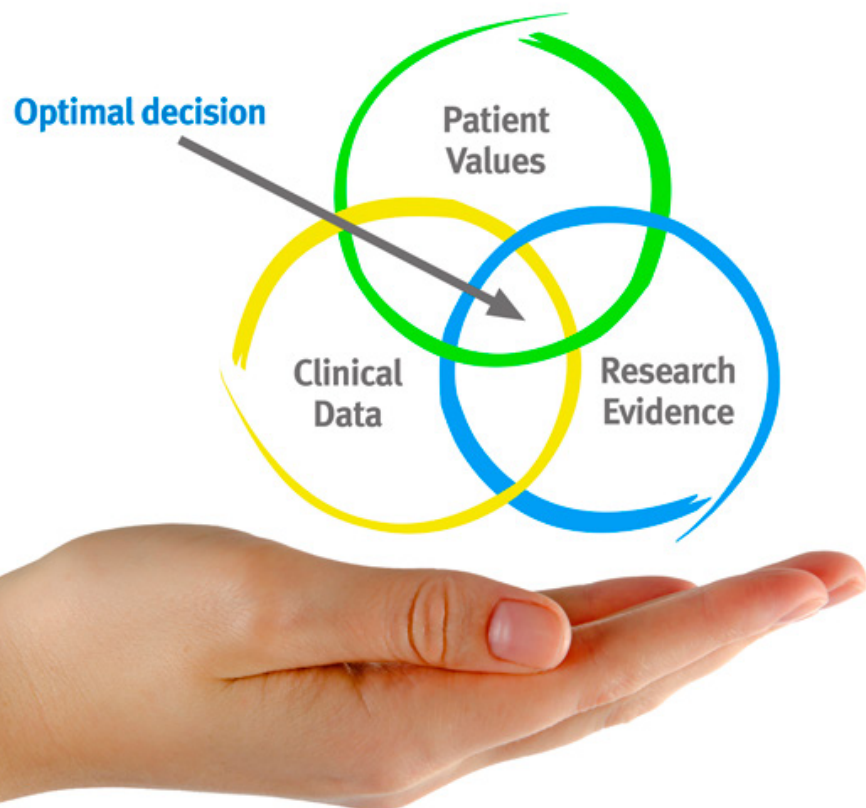 Optimal decision
Patient
Values
Clinical
Data
Research
Evidence